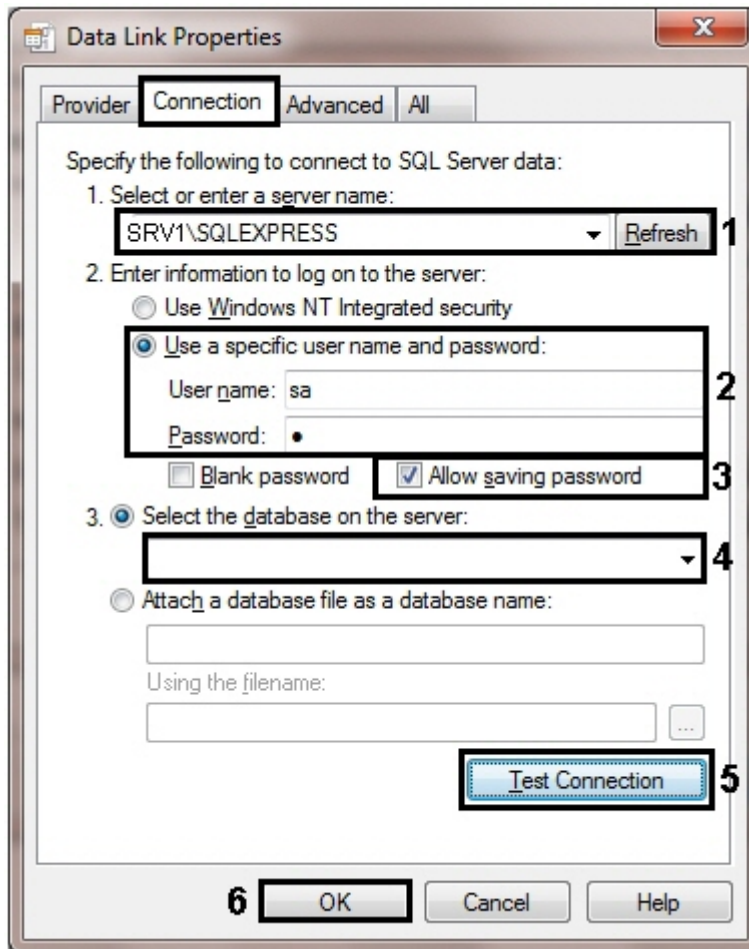 Data Link Properties
Provider Connection Advanced All
Specify the following to connect to SQL Server data:
1. Select or enter a server name:
SRV1\SQLEXPRESS Refresh 1
2. Enter information to log on to the server:
Use Windows NT Integrated security
Use a specific user name and password:
User name: sa 2
Password: ●
Blank password Allow saving password 3
3. Select the database on the server:
4
Attach a database file as a database name:
Using the filename:
...
Test Connection 5
6 OK Cancel Help